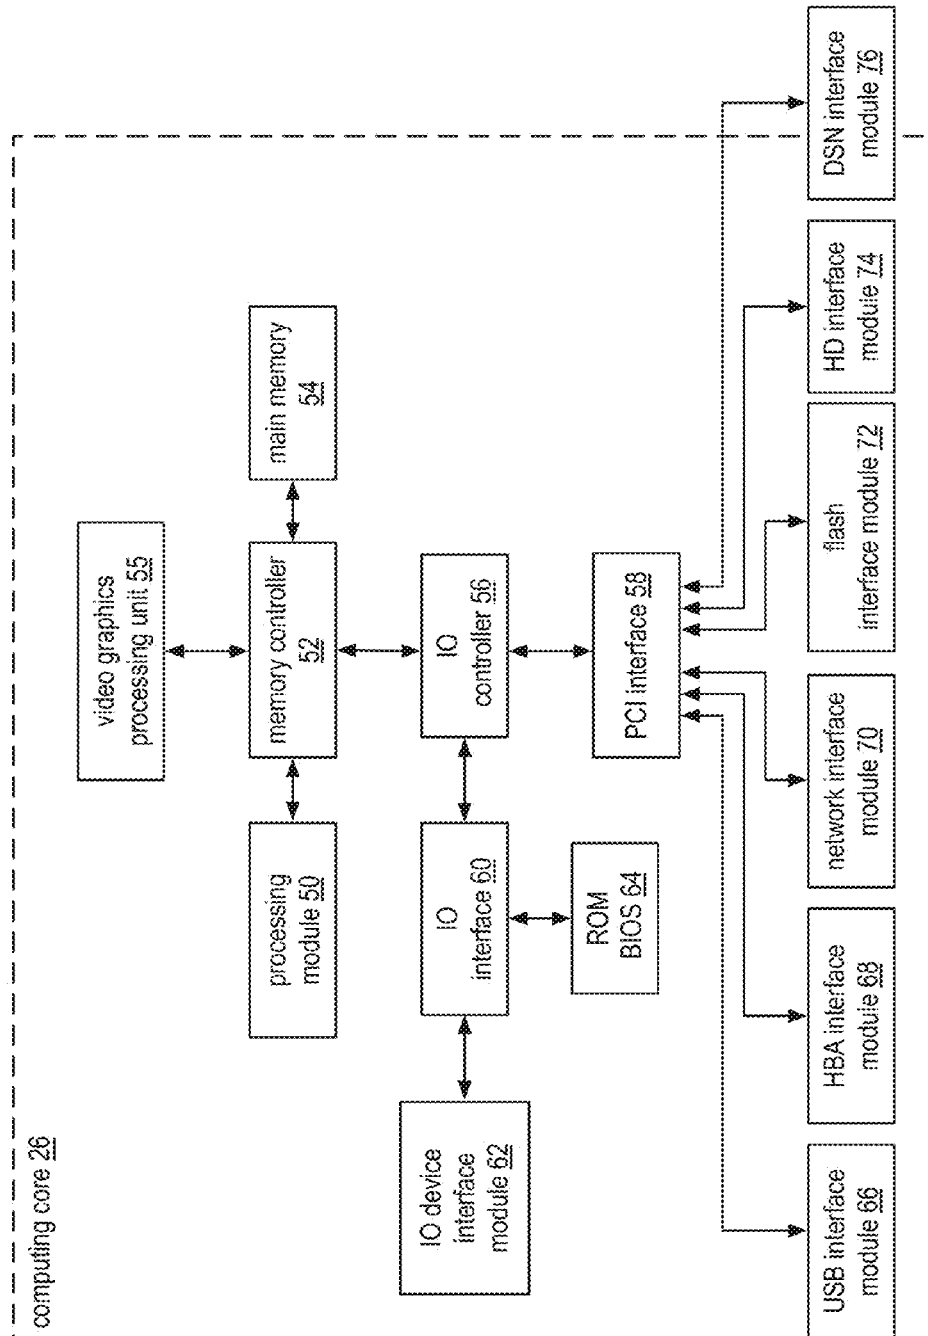 computing core 26
video graphics
processing unit 55
processing
module 50
memory controller
52
main memory
54
IO device
interface
module 62
IO
interface 60
IO
controller 56
ROM
BIOS 64
PCI interface 58
USB interface
module 66
HBA interface
module 68
network interface
module 70
flash
interface module 72
HD interface
module 74
DSN interface
module 76